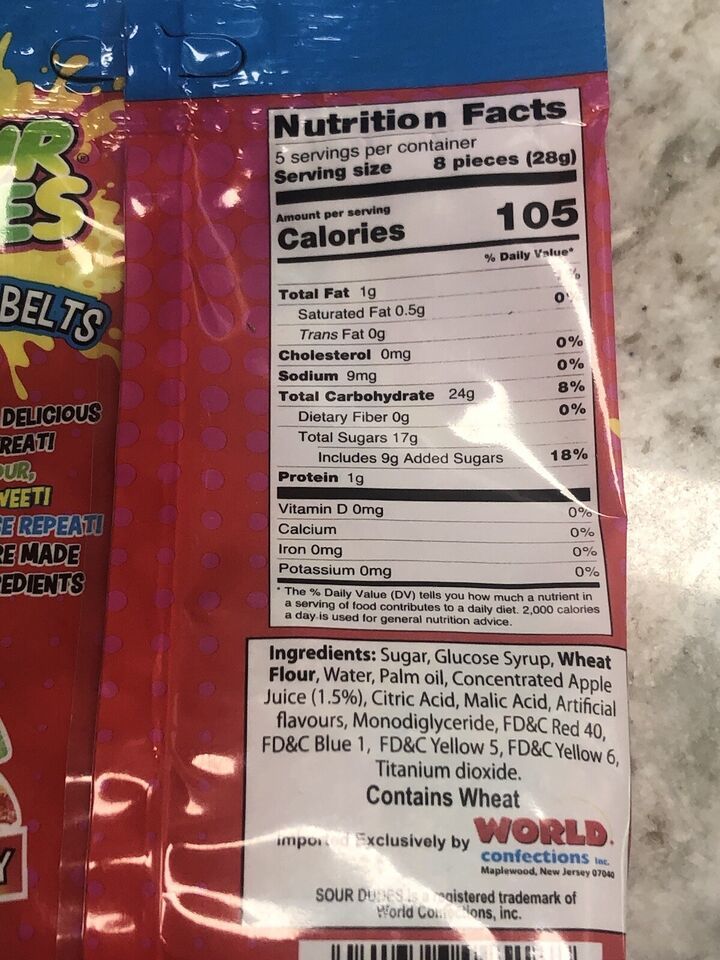 BELTS
DELICIOUS
REAT!
UR,
WEET!
E REPEAT!
RE MADE
EDIENTS
Y
Nutrition Facts
5 servings per container
Serving size 8 pieces (28g)
Amount per serving
Calories 105
% Daily Value*
Total Fat 1g
Saturated Fat 0.5g
Trans Fat 0g
Cholesterol 0mg 0%
Sodium 9mg 0%
Total Carbohydrate 24g 8%
Dietary Fiber 0g 0%
Total Sugars 17g
Includes 9g Added Sugars 18%
Protein 1g
Vitamin D 0mg 0%
Calcium 0%
Iron 0mg 0%
Potassium 0mg 0%
* The % Daily Value (DV) tells you how much a nutrient in
a serving of food contributes to a daily diet. 2,000 calories
a day is used for general nutrition advice.
Ingredients: Sugar, Glucose Syrup, Wheat
Flour, Water, Palm oil, Concentrated Apple
Juice (1.5%), Citric Acid, Malic Acid, Artificial
flavours, Monodiglyceride, FD&C Red 40,
FD&C Blue 1, FD&C Yellow 5, FD&C Yellow 6,
Titanium dioxide.
Contains Wheat
Imported Exclusively by WORLD.
confections Inc.
Maplewood, New Jersey 07040
SOUR DUDES is a registered trademark of
World Confections, inc.